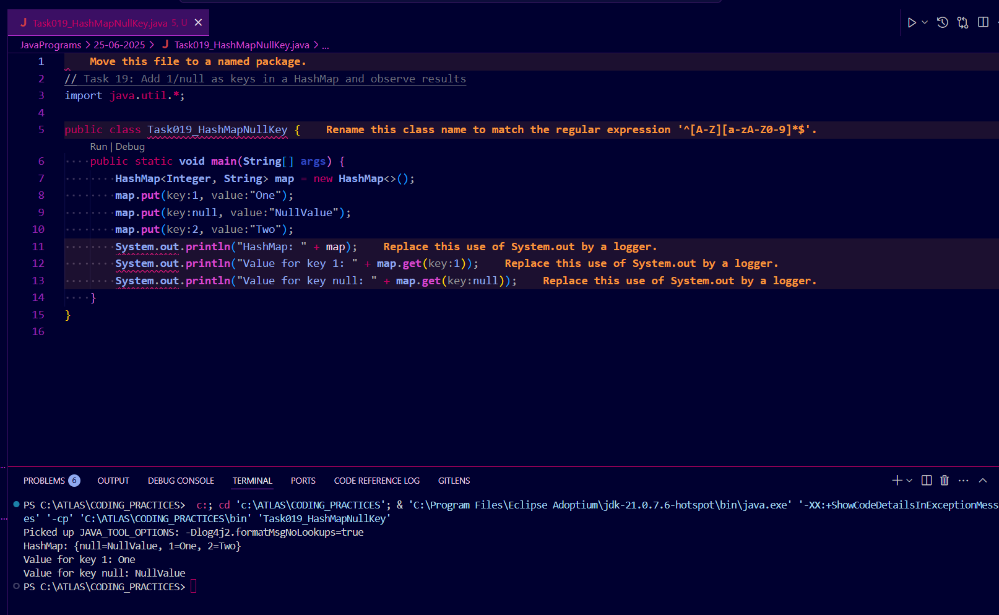 J Task019_HashMapNullKey.java 5, U
JavaPrograms > 25-06-2025 > J Task019_HashMapNullKey.java > ...
1 Move this file to a named package.
2 // Task 19: Add 1/null as keys in a HashMap and observe results
3 import java.util.*;
4
5 public class Task019_HashMapNullKey { Rename this class name to match the regular expression '^[A-Z][a-zA-Z0-9]*$'.
Run | Debug
6 ····public static void main(String[] args) {
7 ········HashMap<Integer, String> map = new HashMap<>();
8 ········map.put(key:1, value:"One");
9 ········map.put(key:null, value:"NullValue");
10 ········map.put(key:2, value:"Two");
11 ········System.out.println("HashMap: " + map); Replace this use of System.out by a logger.
12 ········System.out.println("Value for key 1: " + map.get(key:1)); Replace this use of System.out by a logger.
13 ········System.out.println("Value for key null: " + map.get(key:null)); Replace this use of System.out by a logger.
14 ····}
15 }
16
PROBLEMS 6 OUTPUT DEBUG CONSOLE TERMINAL PORTS CODE REFERENCE LOG GITLENS
PS C:\ATLAS\CODING_PRACTICES> c:; cd 'c:\ATLAS\CODING_PRACTICES'; & 'C:\Program Files\Eclipse Adoptium\jdk-21.0.7.6-hotspot\bin\java.exe' '-XX:+ShowCodeDetailsInExceptionMess
es' '-cp' 'C:\ATLAS\CODING_PRACTICES\bin' 'Task019_HashMapNullKey'
Picked up JAVA_TOOL_OPTIONS: -Dlog4j2.formatMsgNoLookups=true
HashMap: {null=NullValue, 1=One, 2=Two}
Value for key 1: One
Value for key null: NullValue
PS C:\ATLAS\CODING_PRACTICES>